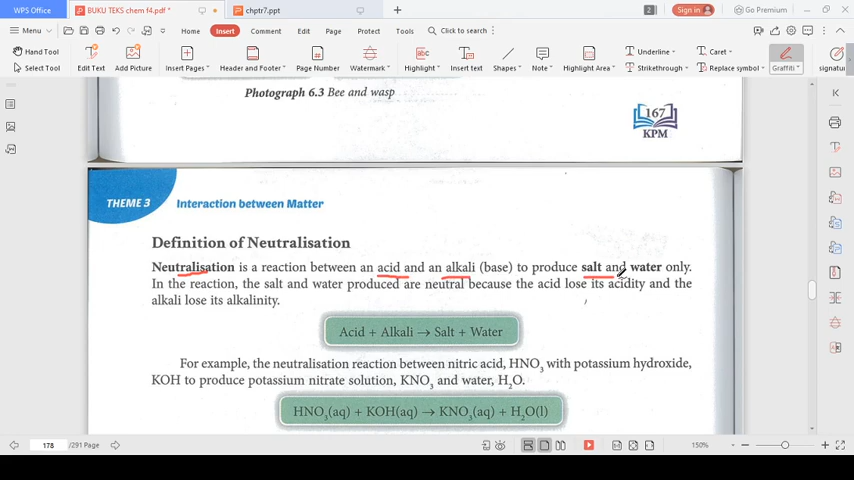 WPS Office
BUKU TEKS chem f4.pdf *
chptr7.ppt
+
2
Sign in
Go Premium
Menu
Home
Insert
Edit
Page
Protect
Tools
Click to search
Hand Tool
Select Tool
Edit Text
Add Picture
Insert Pages
Header and Footer
Page Number
Watermark
Highlight
Insert text
Shapes
Note
Highlight Area
Underline
Strikethrough
Caret
Replace symbol
Graffiti
signatur
Photograph 6.3 Bee and wasp
167
KPM
THEME 3
Interaction between Matter
Definition of Neutralisation
Neutralisation is a reaction between an acid and an alkali (base) to produce salt and water only.
In the reaction, the salt and water produced are neutral because the acid lose its acidity and the
alkali lose its alkalinity.
Acid + Alkali → Salt + Water
For example, the neutralisation reaction between nitric acid, HNO₃ with potassium hydroxide,
KOH to produce potassium nitrate solution, KNO₃ and water, H₂O.
HNO₃(aq) + KOH(aq) → KNO₃(aq) + H₂O(l)
178 /291 Page
150%